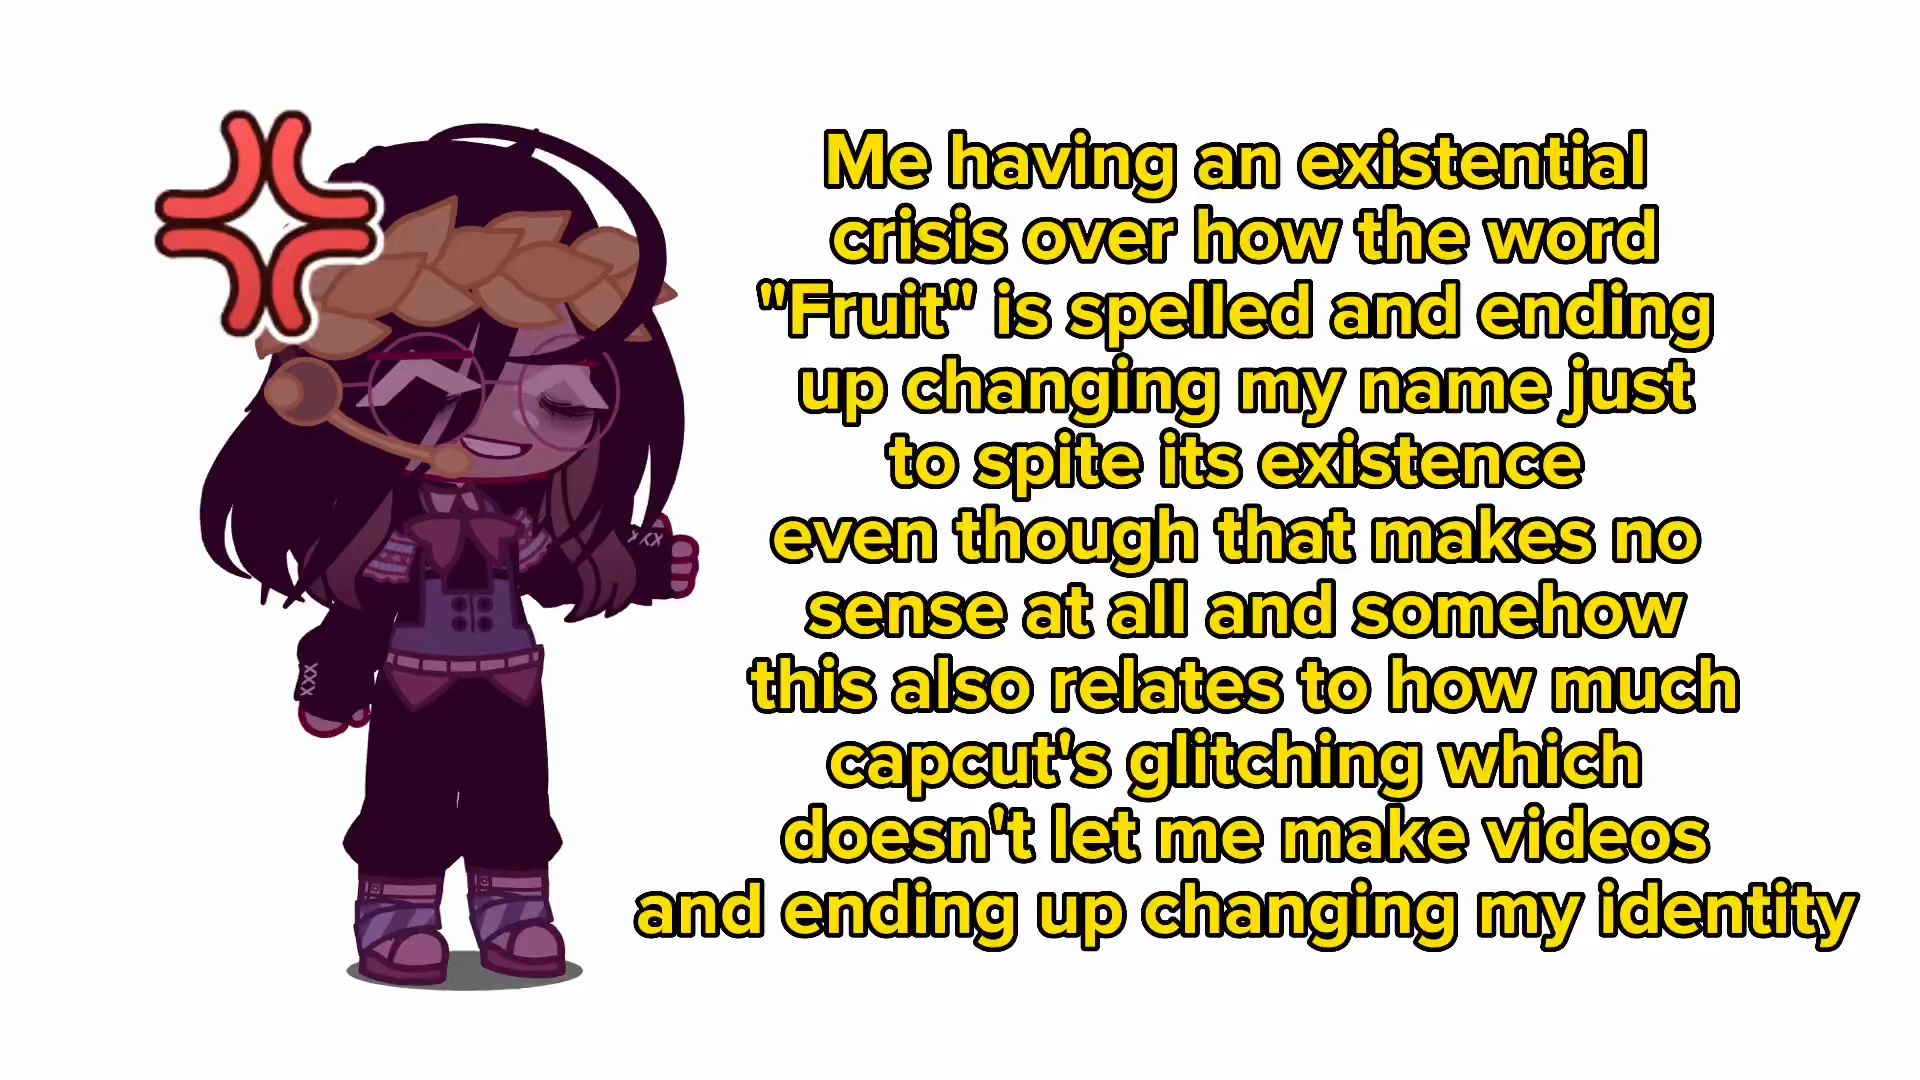 Me having an existential
crisis over how the word
"Fruit" is spelled and ending
up changing my name just
to spite its existence
even though that makes no
sense at all and somehow
this also relates to how much
capcut's glitching which
doesn't let me make videos
and ending up changing my identity